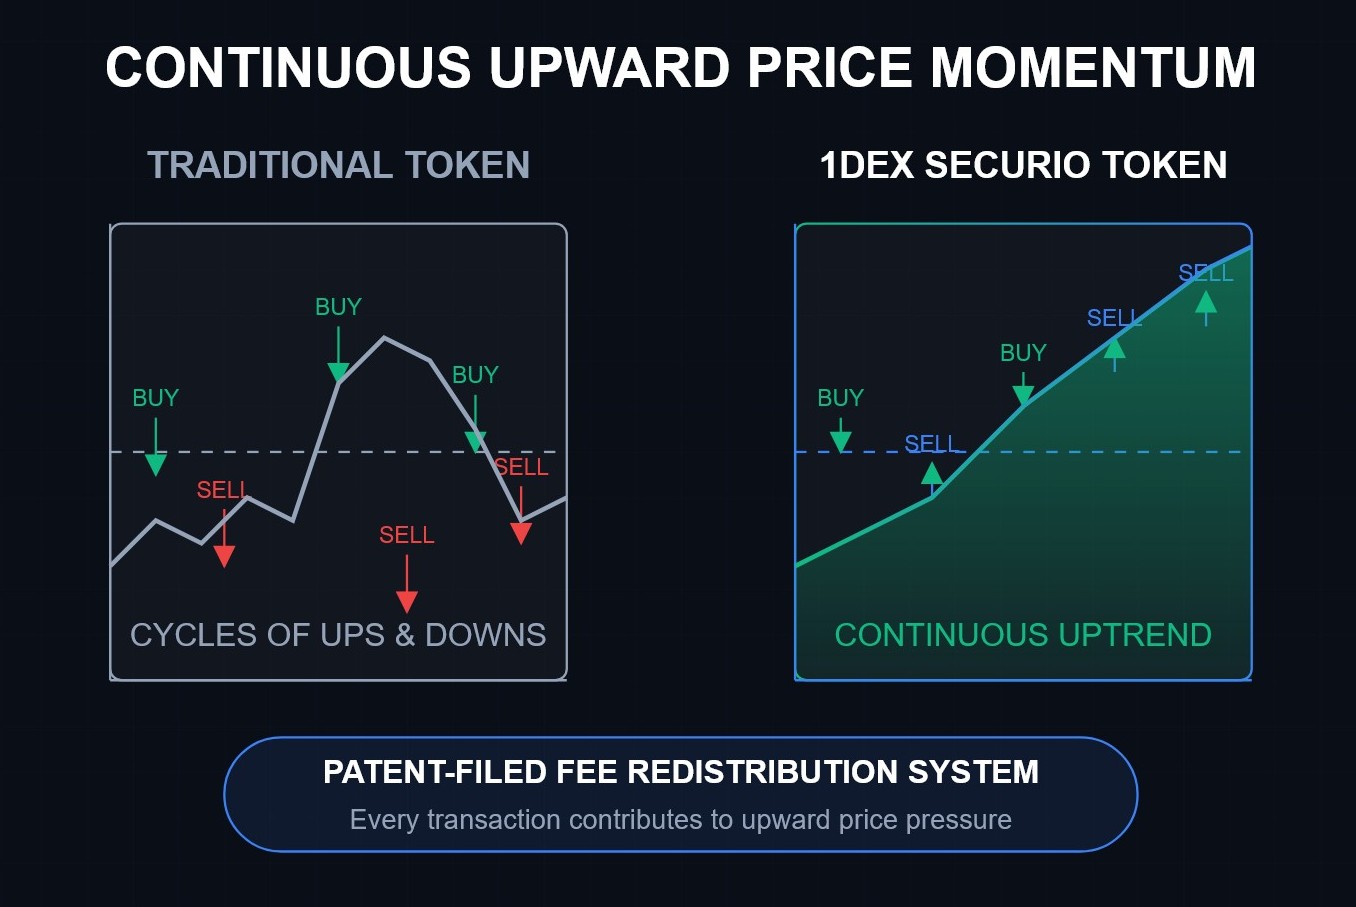 CONTINUOUS UPWARD PRICE MOMENTUM
TRADITIONAL TOKEN
BUY
BUY
BUY
SELL
SELL
SELL
CYCLES OF UPS & DOWNS
1DEX SECURIO TOKEN
SELL
SELL
BUY
BUY
SELL
CONTINUOUS UPTREND
PATENT-FILED FEE REDISTRIBUTION SYSTEM
Every transaction contributes to upward price pressure